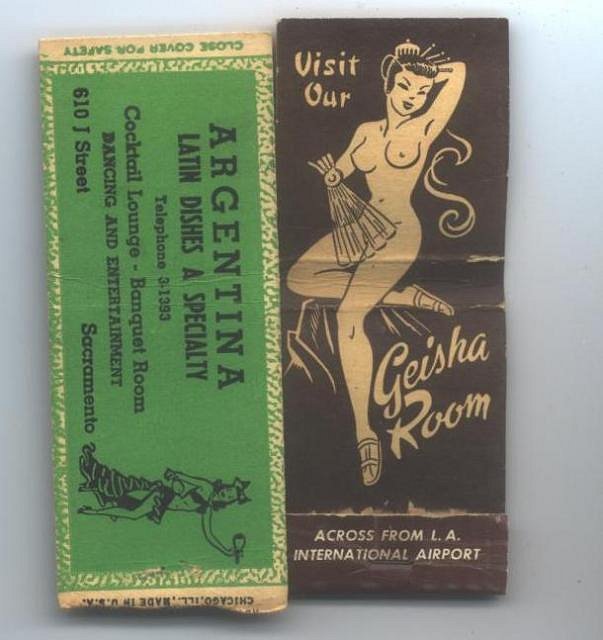 CLOSE COVER FOR SAFETY
ARGENTINA
LATIN DISHES A SPECIALTY
Telephone 3-1393
Cocktail Lounge - Banquet Room
DANCING AND ENTERTAINMENT
610 J Street Sacramento
CHICAGO, ILL., MADE IN U.S.A.
Visit
Our
Geisha
Room
ACROSS FROM L.A.
INTERNATIONAL AIRPORT